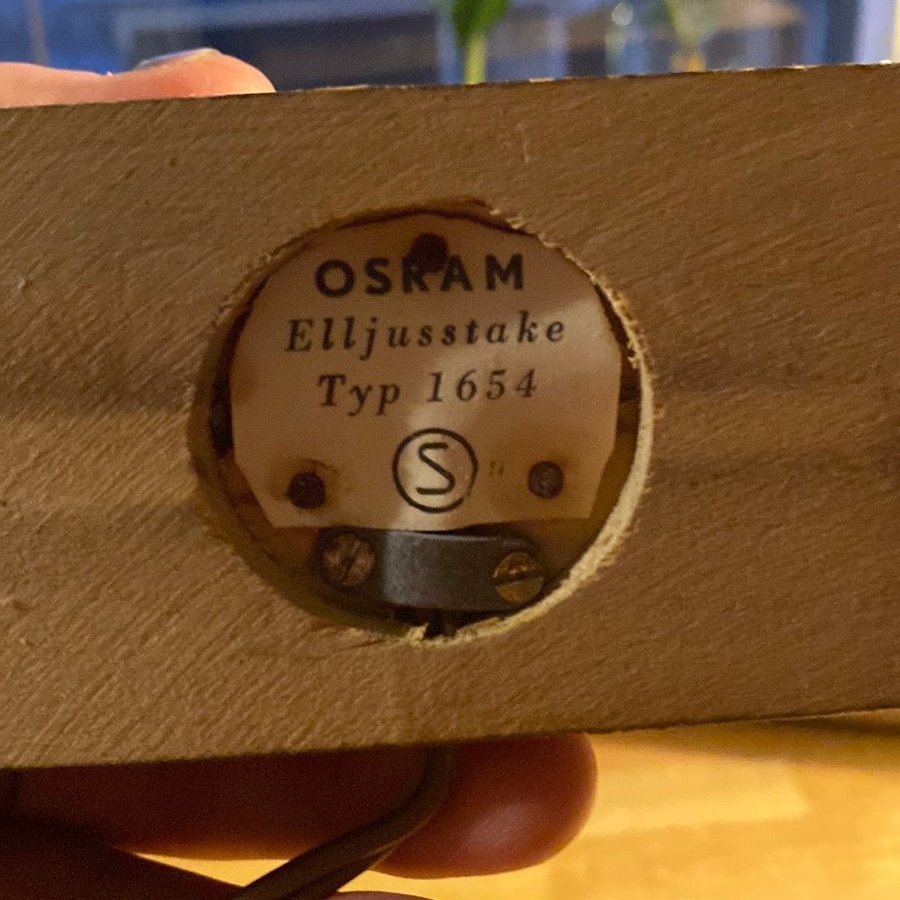 OSRAM
Elljusstake
Typ 1654
S